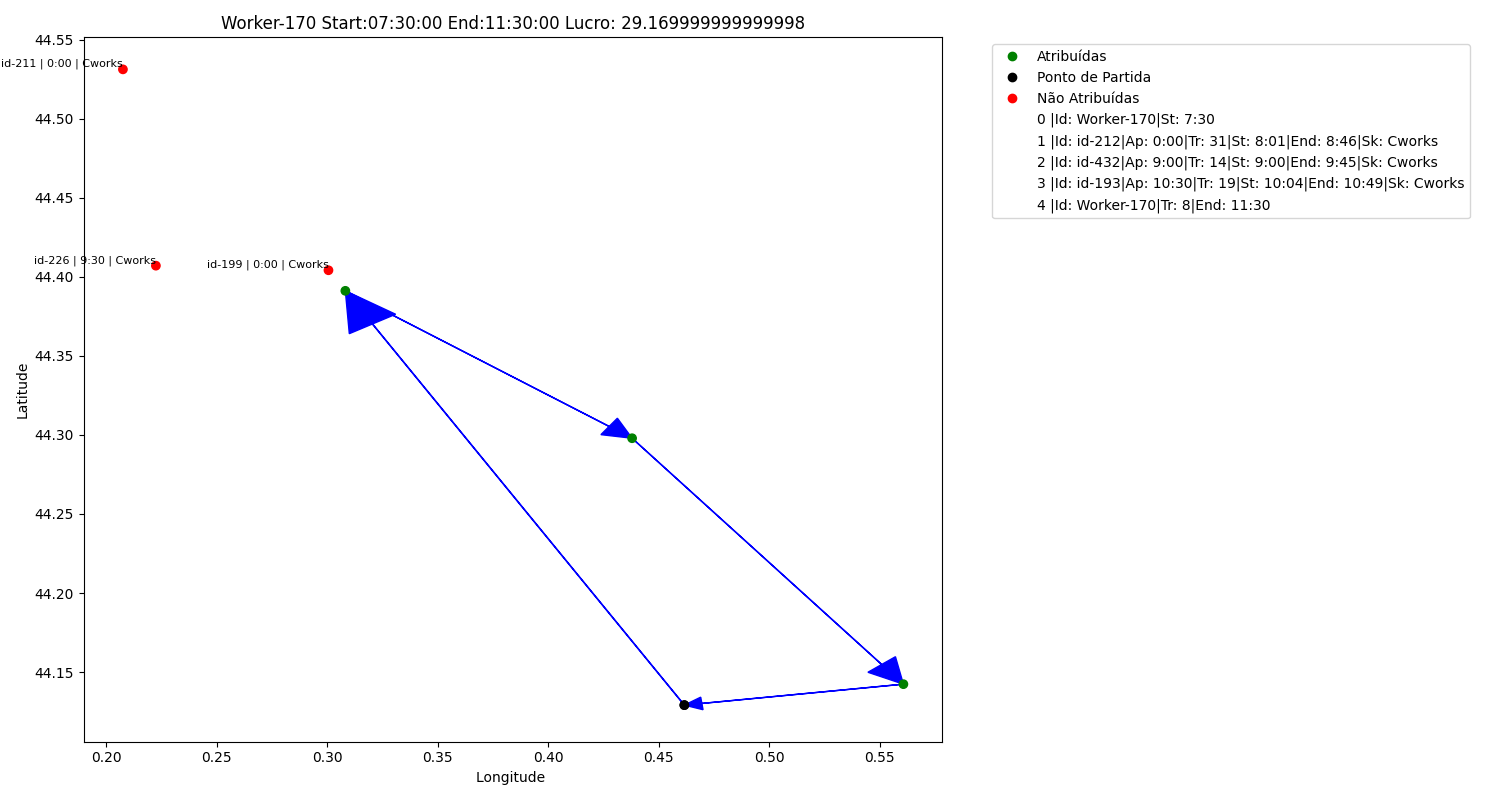 Worker-170 Start:07:30:00 End:11:30:00 Lucro: 29.169999999999998
44.55
44.50
44.45
44.40
44.35
44.30
44.25
44.20
44.15
Latitude
id-211 | 0:00 | Cworks
id-226 | 9:30 | Cworks
id-199 | 0:00 | Cworks
0.20
0.25
0.30
0.35
0.40
0.45
0.50
0.55
Longitude
Atribuídas
Ponto de Partida
Não Atribuídas
0 |Id: Worker-170|St: 7:30
1 |Id: id-212|Ap: 0:00|Tr: 31|St: 8:01|End: 8:46|Sk: Cworks
2 |Id: id-432|Ap: 9:00|Tr: 14|St: 9:00|End: 9:45|Sk: Cworks
3 |Id: id-193|Ap: 10:30|Tr: 19|St: 10:04|End: 10:49|Sk: Cworks
4 |Id: Worker-170|Tr: 8|End: 11:30